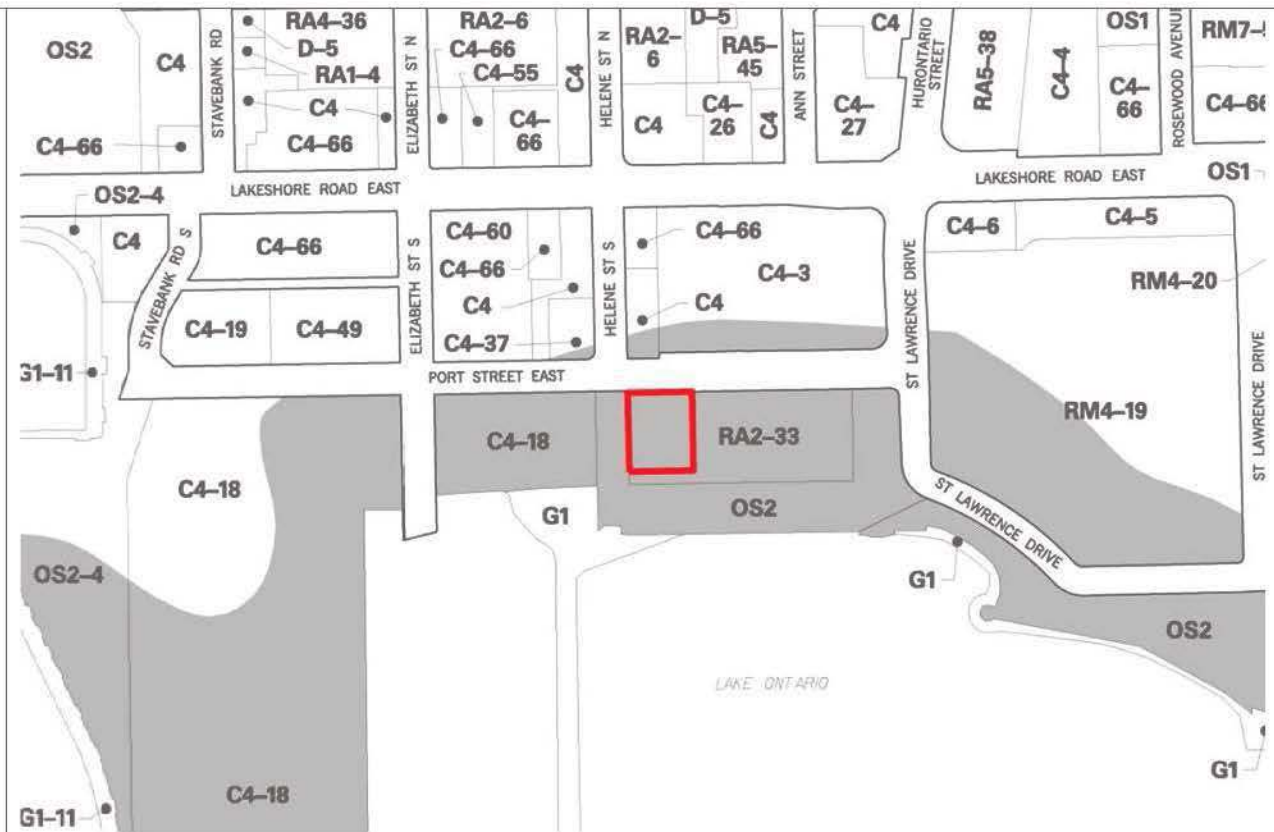 OS2
C4
STAVEBANK RD
RA4–36
D–5
RA1–4
C4
C4–66
C4–66
ELIZABETH ST N
RA2–6
C4–66
C4–55
C4–
66
C4
HELENE ST N
RA2–
6
D–5
RA5–
45
C4
C4–
26
C4
ANN STREET
C4
C4–
27
HURONTARIO
STREET
RA5–38
C4–4
OS1
C4–
66
ROSEWOOD
C4–66
LAKESHORE ROAD EAST
LAKESHORE ROAD EAST
OS1
OS2–4
C4
STAVEBANK RD S
C4–66
ELIZABETH ST S
C4–60
C4–66
C4
C4–37
HELENE ST S
C4–66
C4–3
C4
ST LAWRENCE DRIVE
C4–6
C4–5
RM4–20
C4–19
C4–49
G1–11
PORT STREET EAST
RM4–19
ST LAWRENCE DRIVE
C4–18
C4–18
RA2–33
G1
OS2
ST LAWRENCE DRIVE
OS2–4
G1
OS2
LAKE ONTARIO
C4–18
G1–11
G1